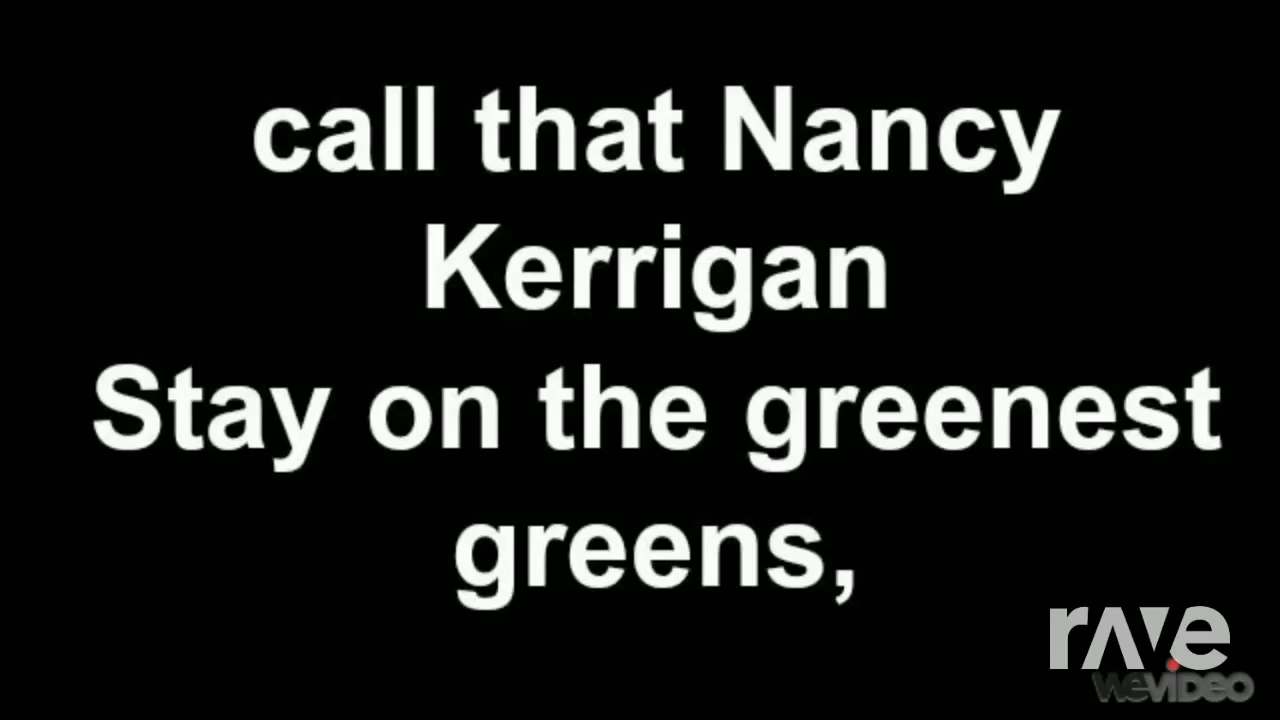 call that Nancy
Kerrigan
Stay on the greenest
greens,
rave
WEVIDEO